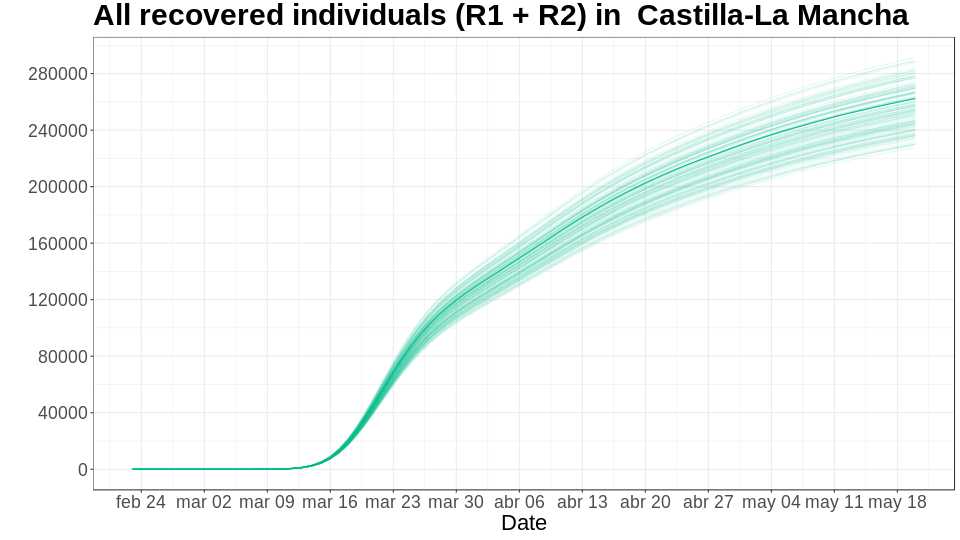 All recovered individuals (R1 + R2) in  Castilla-La Mancha
280000
240000
200000
160000
120000
80000
40000
0
feb 24 mar 02 mar 09 mar 16 mar 23 mar 30 abr 06 abr 13 abr 20 abr 27 may 04 may 11 may 18
Date